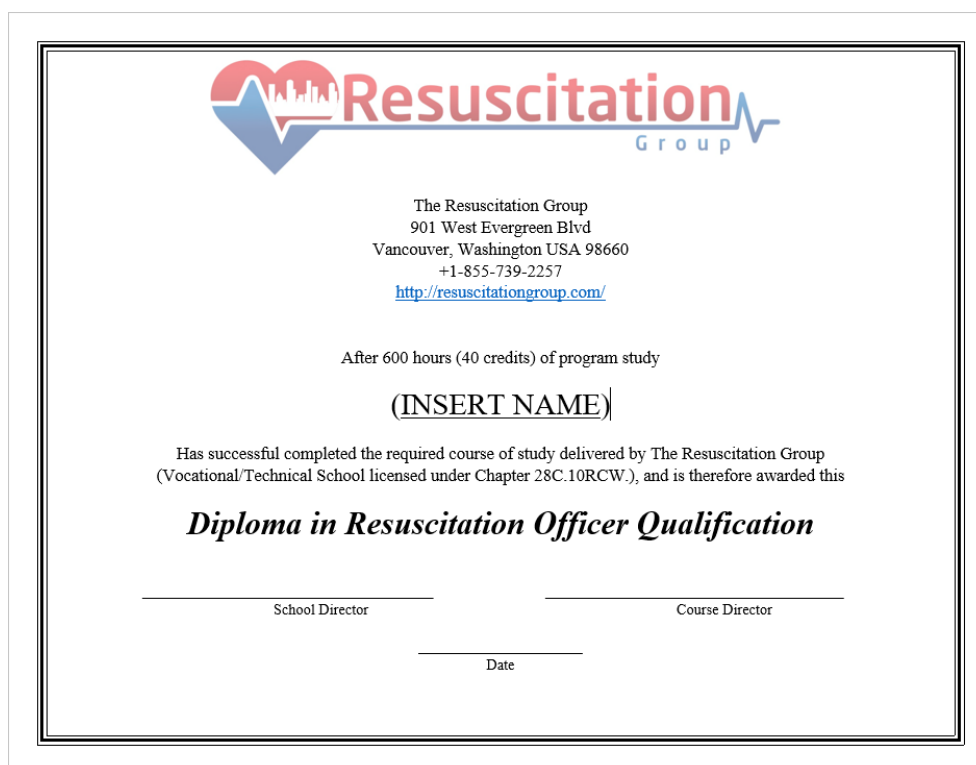 Resuscitation
Group
The Resuscitation Group
901 West Evergreen Blvd
Vancouver, Washington USA 98660
+1-855-739-2257
http://resuscitationgroup.com/
After 600 hours (40 credits) of program study
(INSERT NAME)
Has successful completed the required course of study delivered by The Resuscitation Group
(Vocational/Technical School licensed under Chapter 28C.10RCW.), and is therefore awarded this
Diploma in Resuscitation Officer Qualification
School Director Course Director
Date